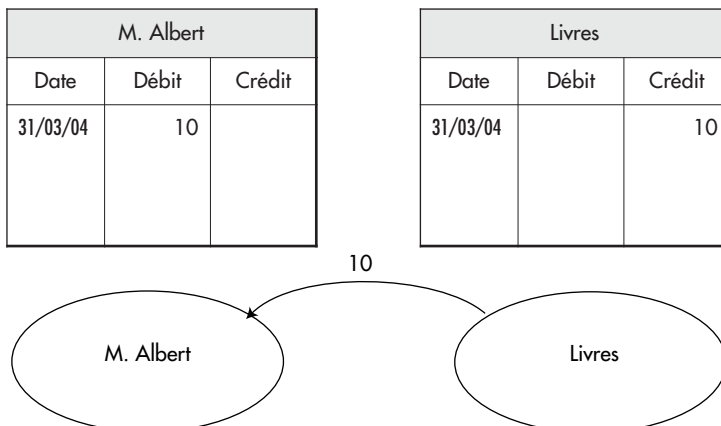 M. Albert
Date Débit Crédit
31/03/04 10
Livres
Date Débit Crédit
31/03/04 10
10
M. Albert
Livres